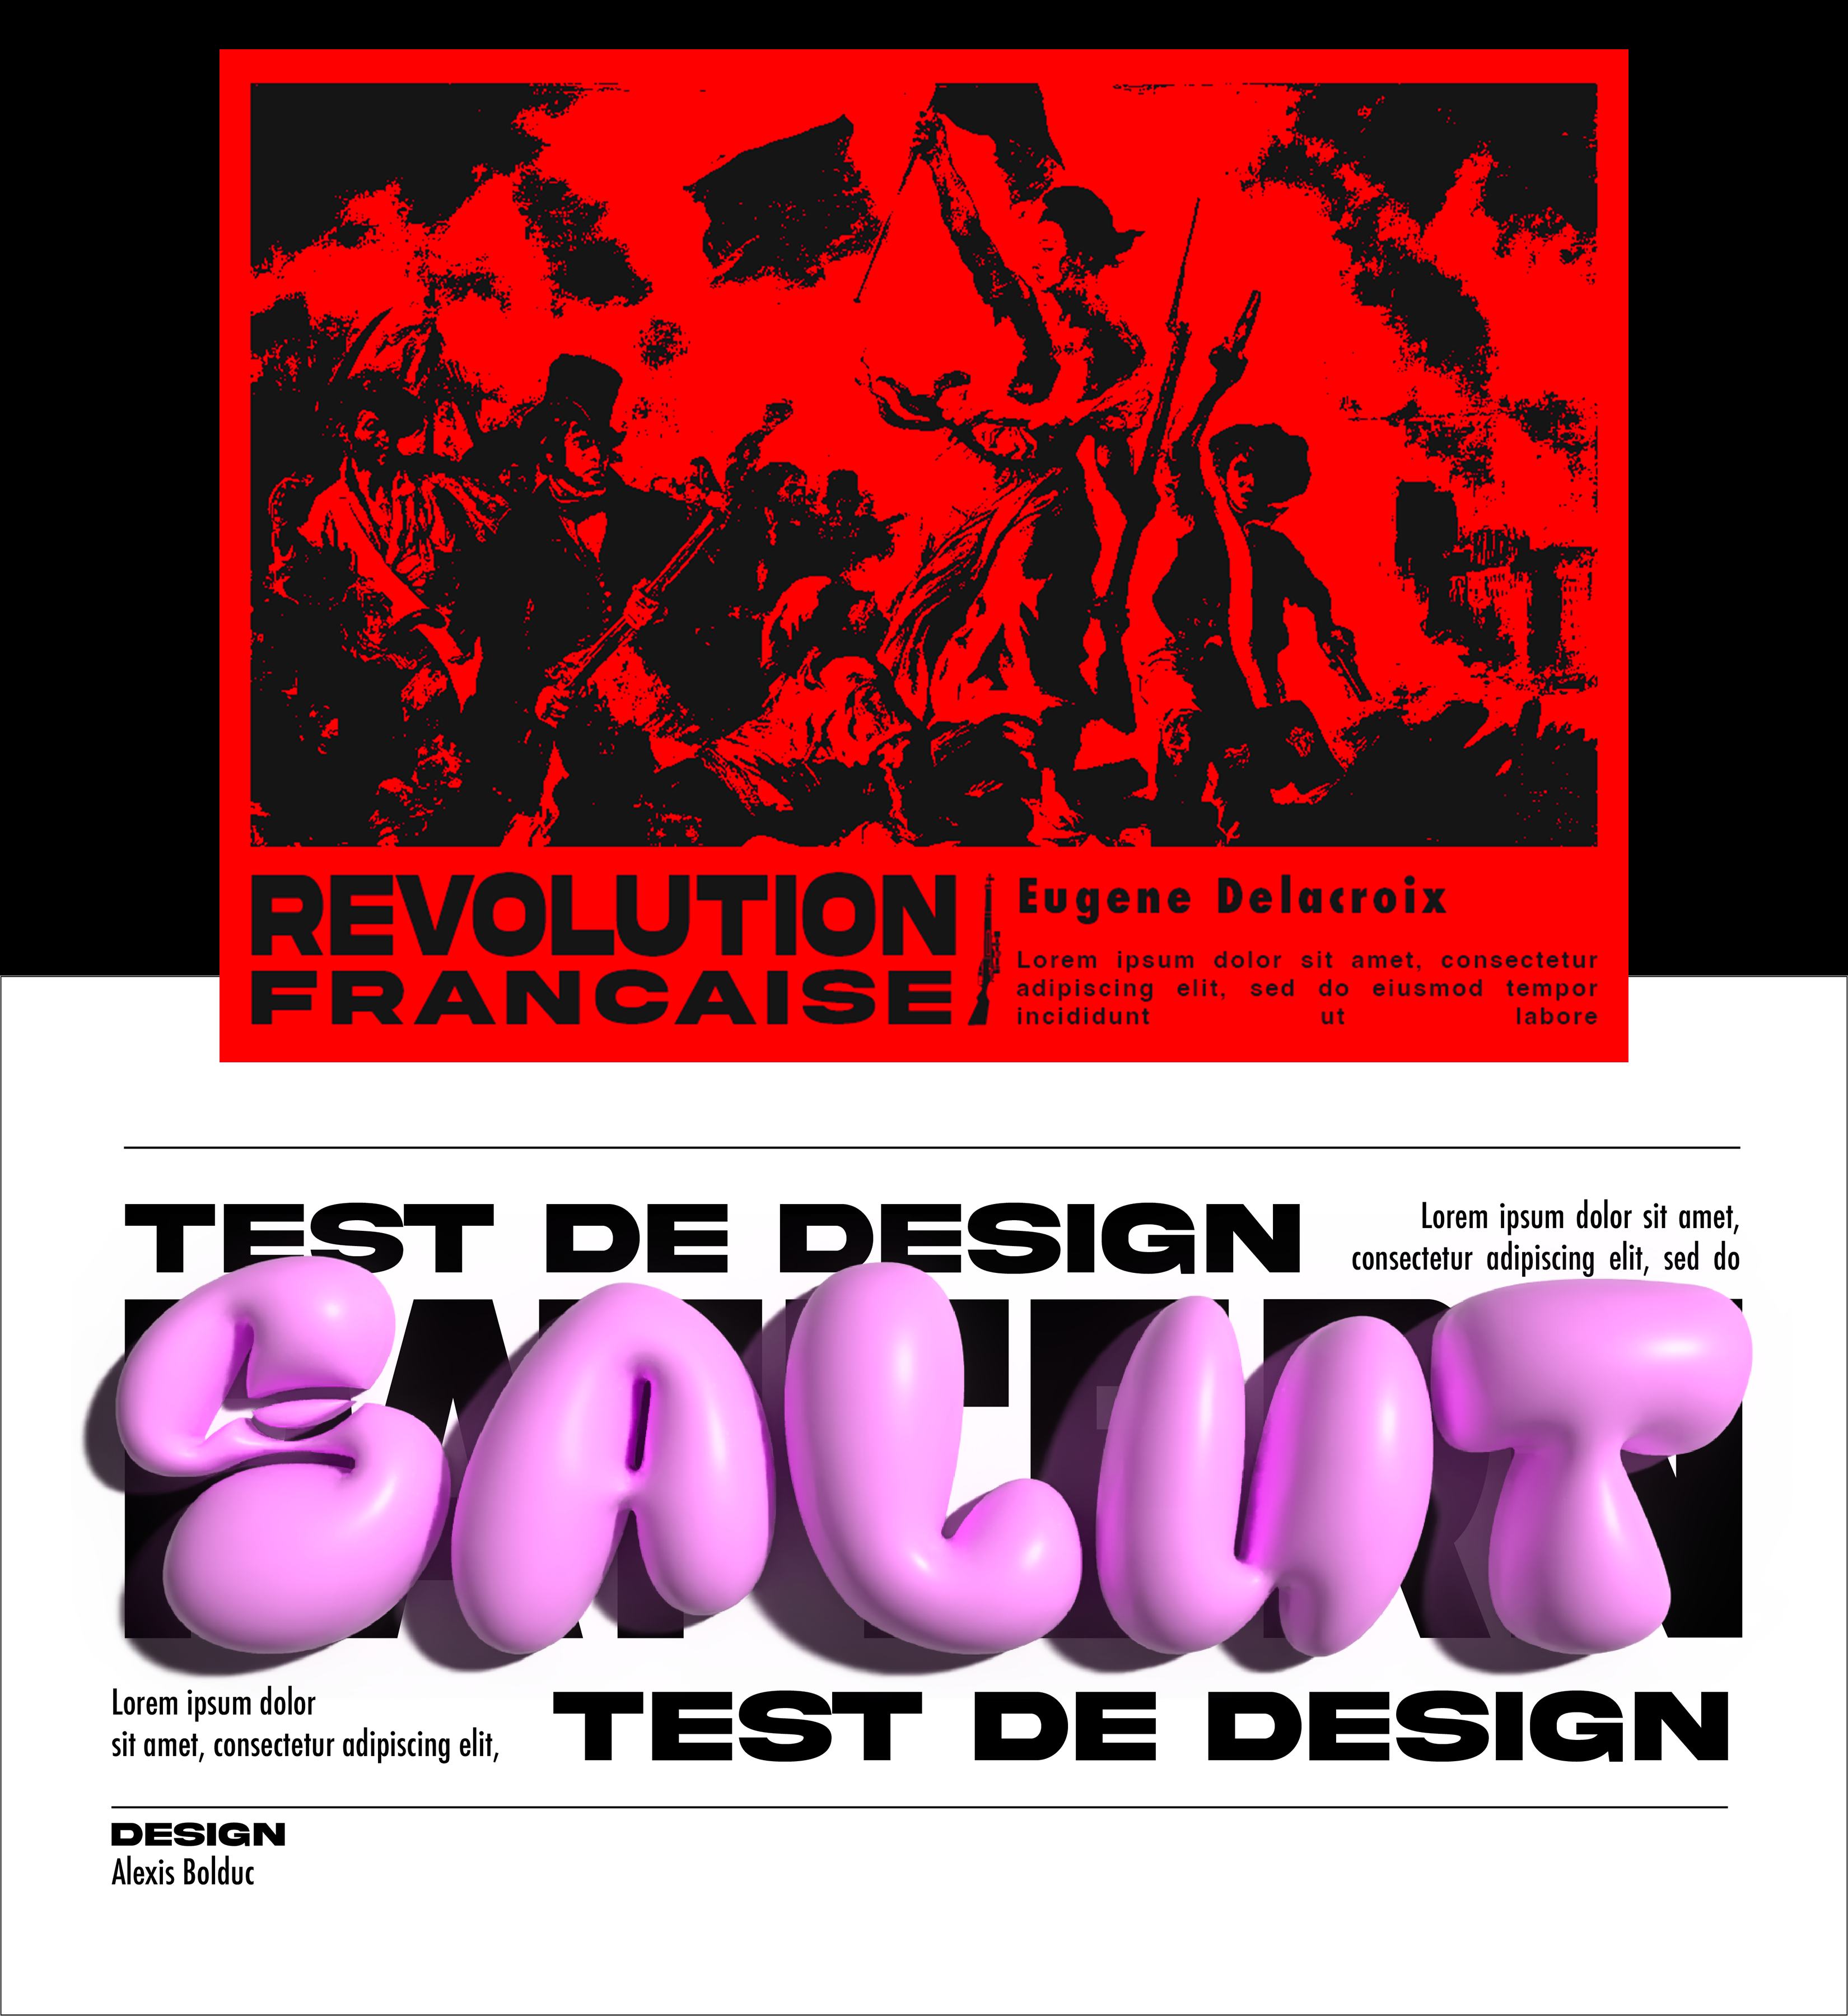 REVOLUTION
FRANCAISE
Eugene Delacroix
Lorem ipsum dolor sit amet, consectetur
adipiscing elit, sed do eiusmod tempor
incididunt ut labore
TEST DE DESIGN
Lorem ipsum dolor sit amet,
consectetur adipiscing elit, sed do
SALUT
Lorem ipsum dolor
sit amet, consectetur adipiscing elit,
TEST DE DESIGN
DESIGN
Alexis Bolduc